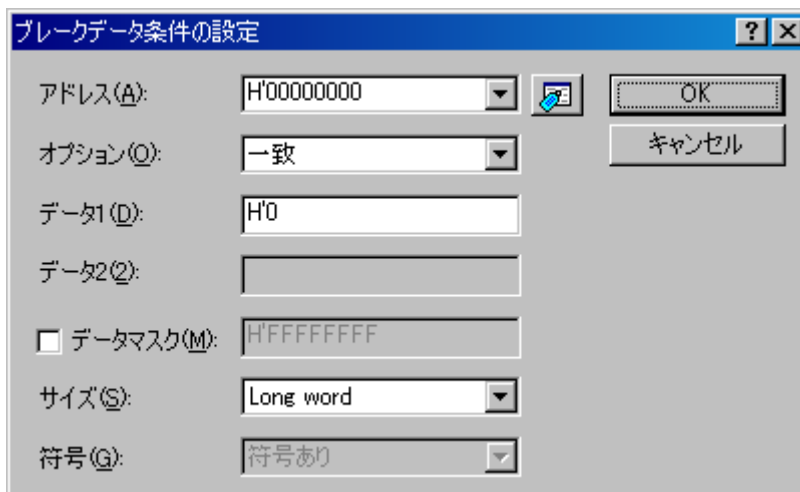 ブレークデータ条件の設定
アドレス(A): H'00000000 OK
オプション(O): 一致 キャンセル
データ1(D): H'0
データ2(2):
データマスク(M): H'FFFFFFFF
サイズ(S): Long word
符号(G): 符号あり